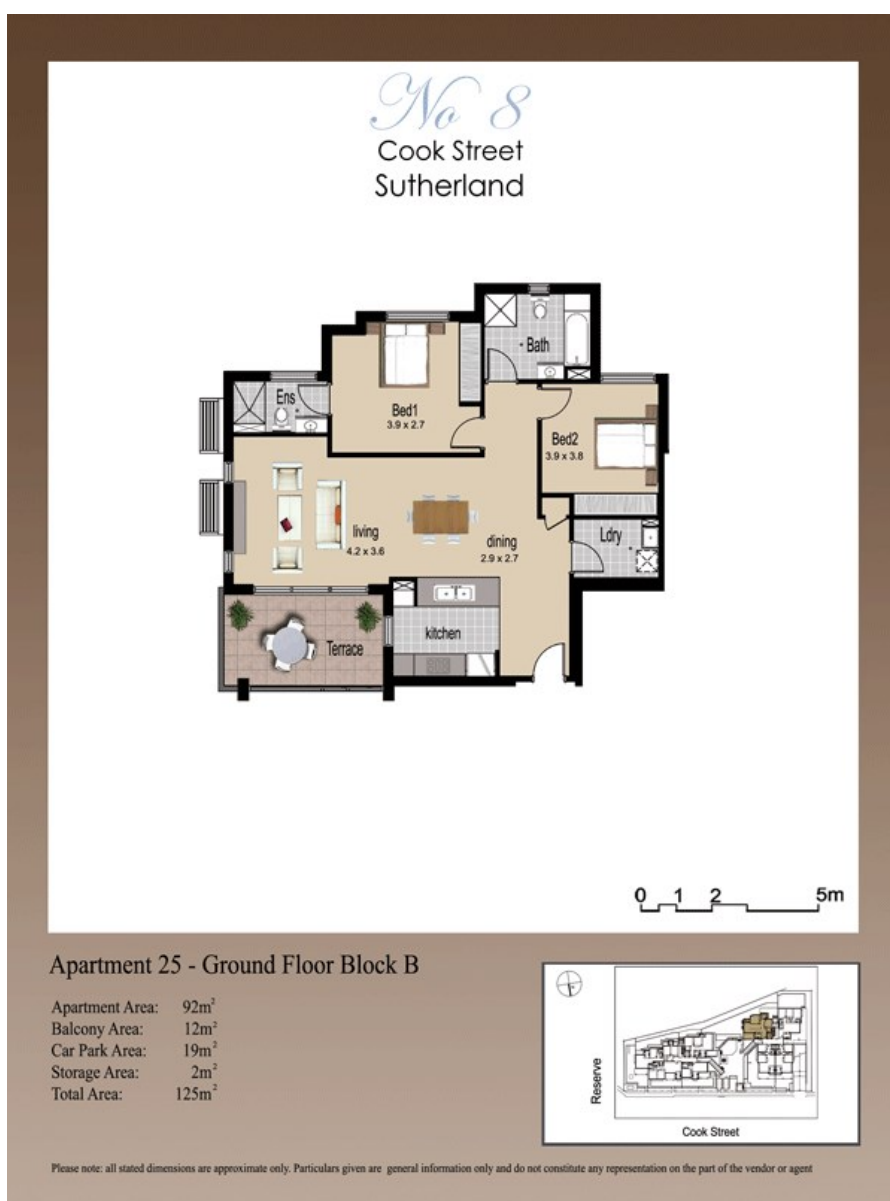 No 8
Cook Street
Sutherland
Bath
Ens
Bed1
3.9 x 2.7
Bed2
3.9 x 3.8
living
4.2 x 3.6
dining
2.9 x 2.7
Ldry
kitchen
Terrace
0 1 2 5m
Apartment 25 - Ground Floor Block B
Apartment Area: 92m²
Balcony Area: 12m²
Car Park Area: 19m²
Storage Area: 2m²
Total Area: 125m²
Reserve
Cook Street
Please note: all stated dimensions are approximate only. Particulars given are general information only and do not constitute any representation on the part of the vendor or agent